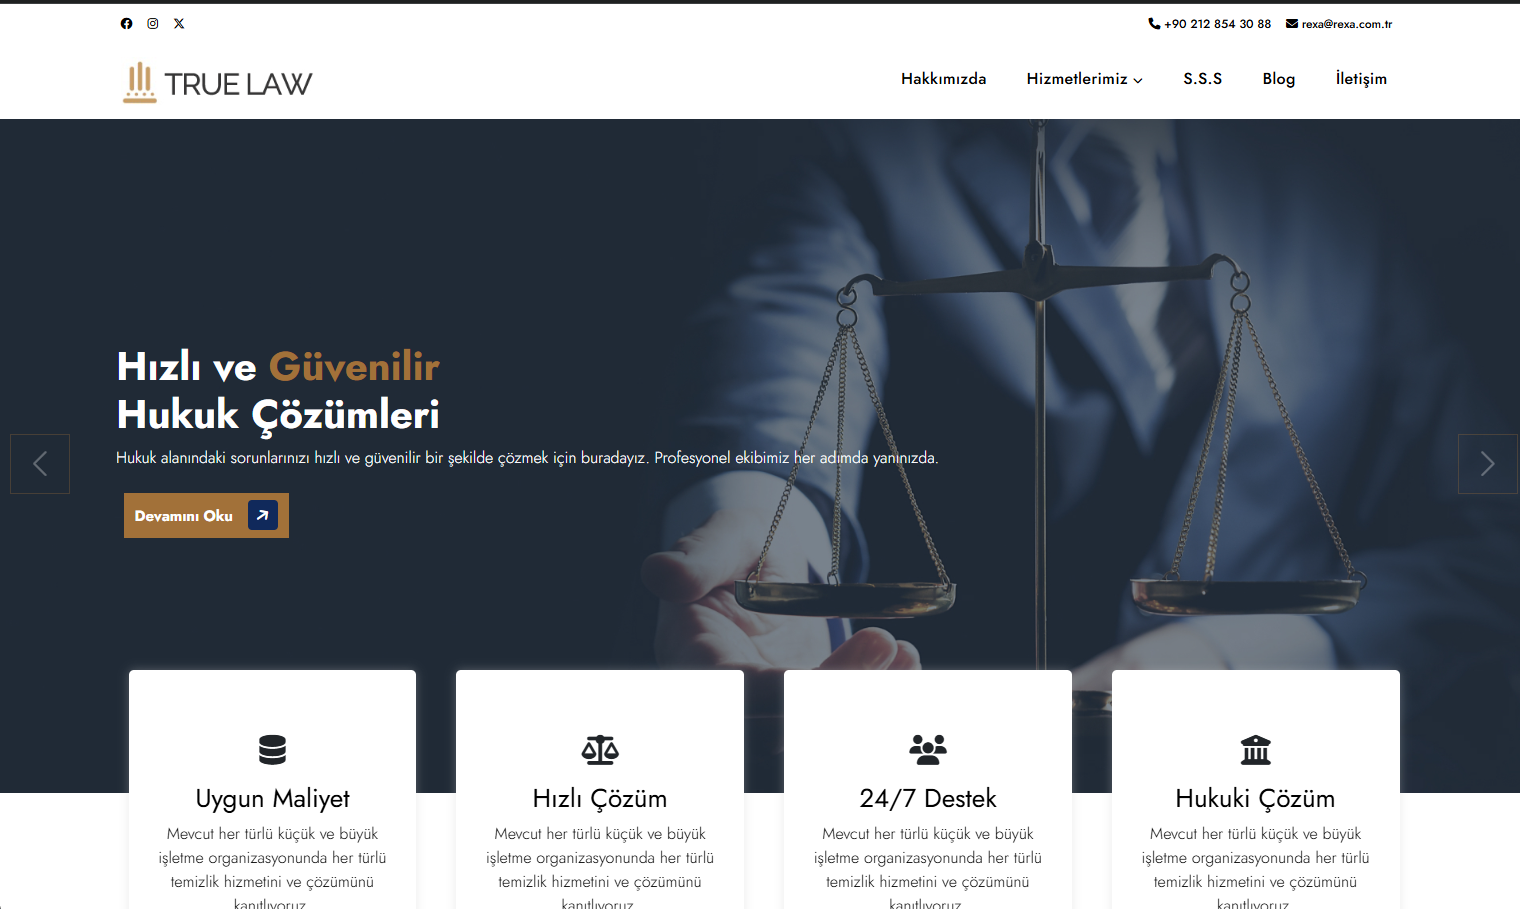 +90 212 854 30 88 rexa@rexa.com.tr
TRUE LAW
Hakkımızda Hizmetlerimiz S.S.S Blog İletişim
Hızlı ve Güvenilir
Hukuk Çözümleri
Hukuk alanındaki sorunlarınızı hızlı ve güvenilir bir şekilde çözmek için buradayız. Profesyonel ekibimiz her adımda yanınızda.
Devamını Oku
Uygun Maliyet
Mevcut her türlü küçük ve büyük
işletme organizasyonunda her türlü
temizlik hizmetini ve çözümünü
kanıtlıyoruz
Hızlı Çözüm
Mevcut her türlü küçük ve büyük
işletme organizasyonunda her türlü
temizlik hizmetini ve çözümünü
kanıtlıyoruz
24/7 Destek
Mevcut her türlü küçük ve büyük
işletme organizasyonunda her türlü
temizlik hizmetini ve çözümünü
kanıtlıyoruz
Hukuki Çözüm
Mevcut her türlü küçük ve büyük
işletme organizasyonunda her türlü
temizlik hizmetini ve çözümünü
kanıtlıyoruz